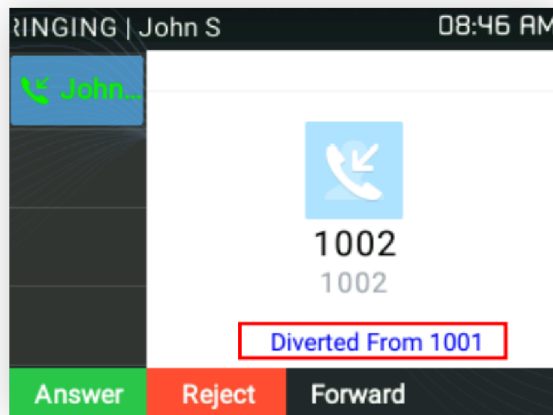 RINGING | John S
08:46 AM
John...
1002
1002
Diverted From 1001
Answer
Reject
Forward